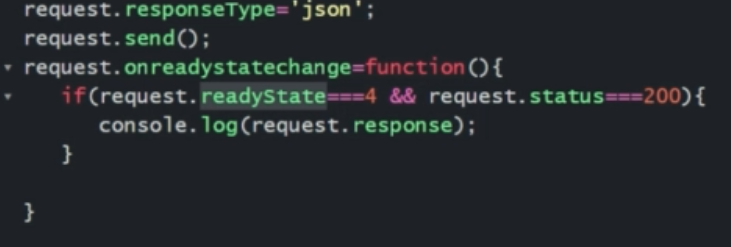 request.responseType='json';
request.send();
request.onreadystatechange=function(){
if(request.readyState===4 && request.status===200){
console.log(request.response);
}
}